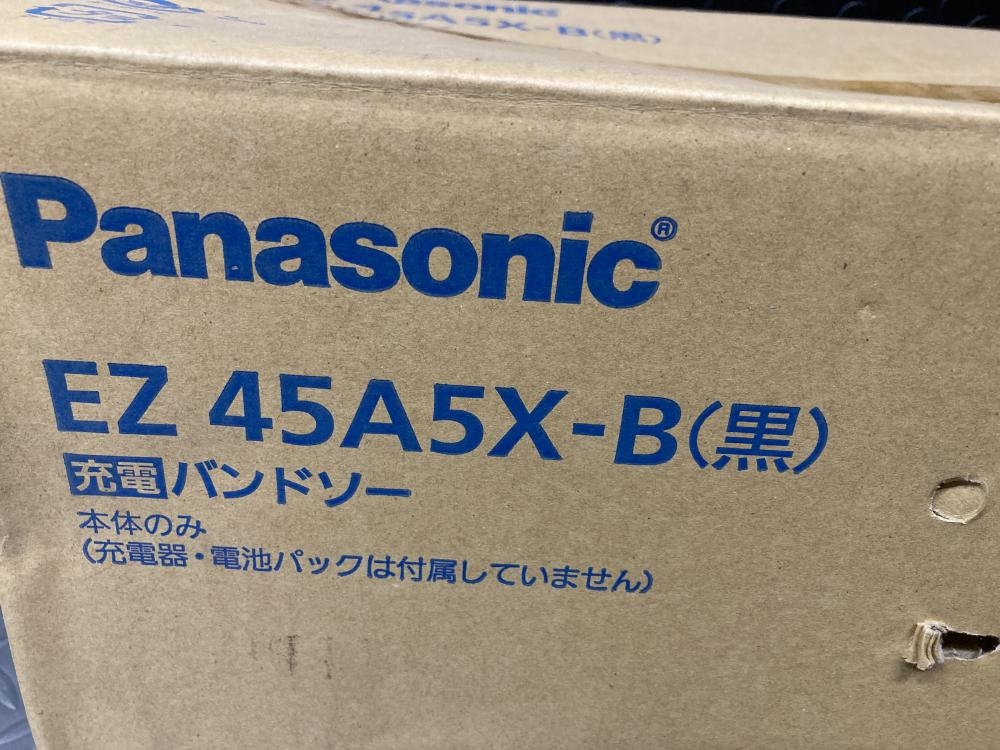 Panasonic
45A5X-B(黒)
Panasonic®
EZ 45A5X-B(黒)
充電バンドソー
本体のみ
(充電器・電池パックは付属していません)